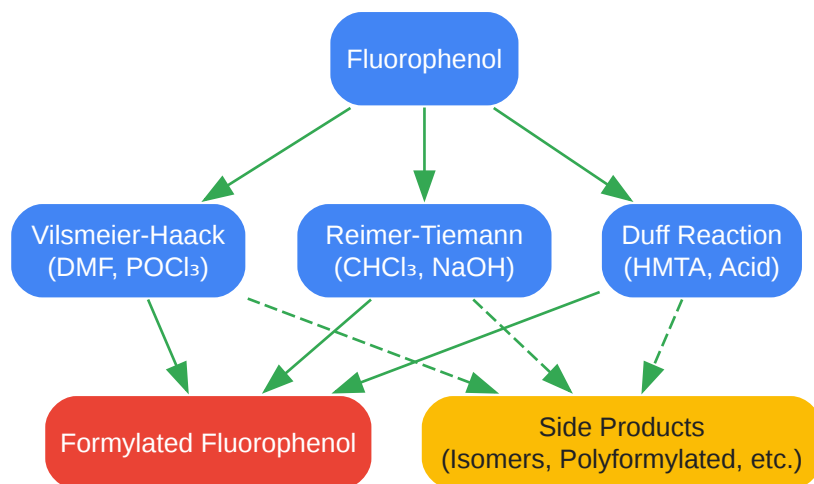 Fluorophenol
Vilsmeier-Haack
(DMF, POCl₃)
Reimer-Tiemann
(CHCl₃, NaOH)
Duff Reaction
(HMTA, Acid)
Formylated Fluorophenol
Side Products
(Isomers, Polyformylated, etc.)